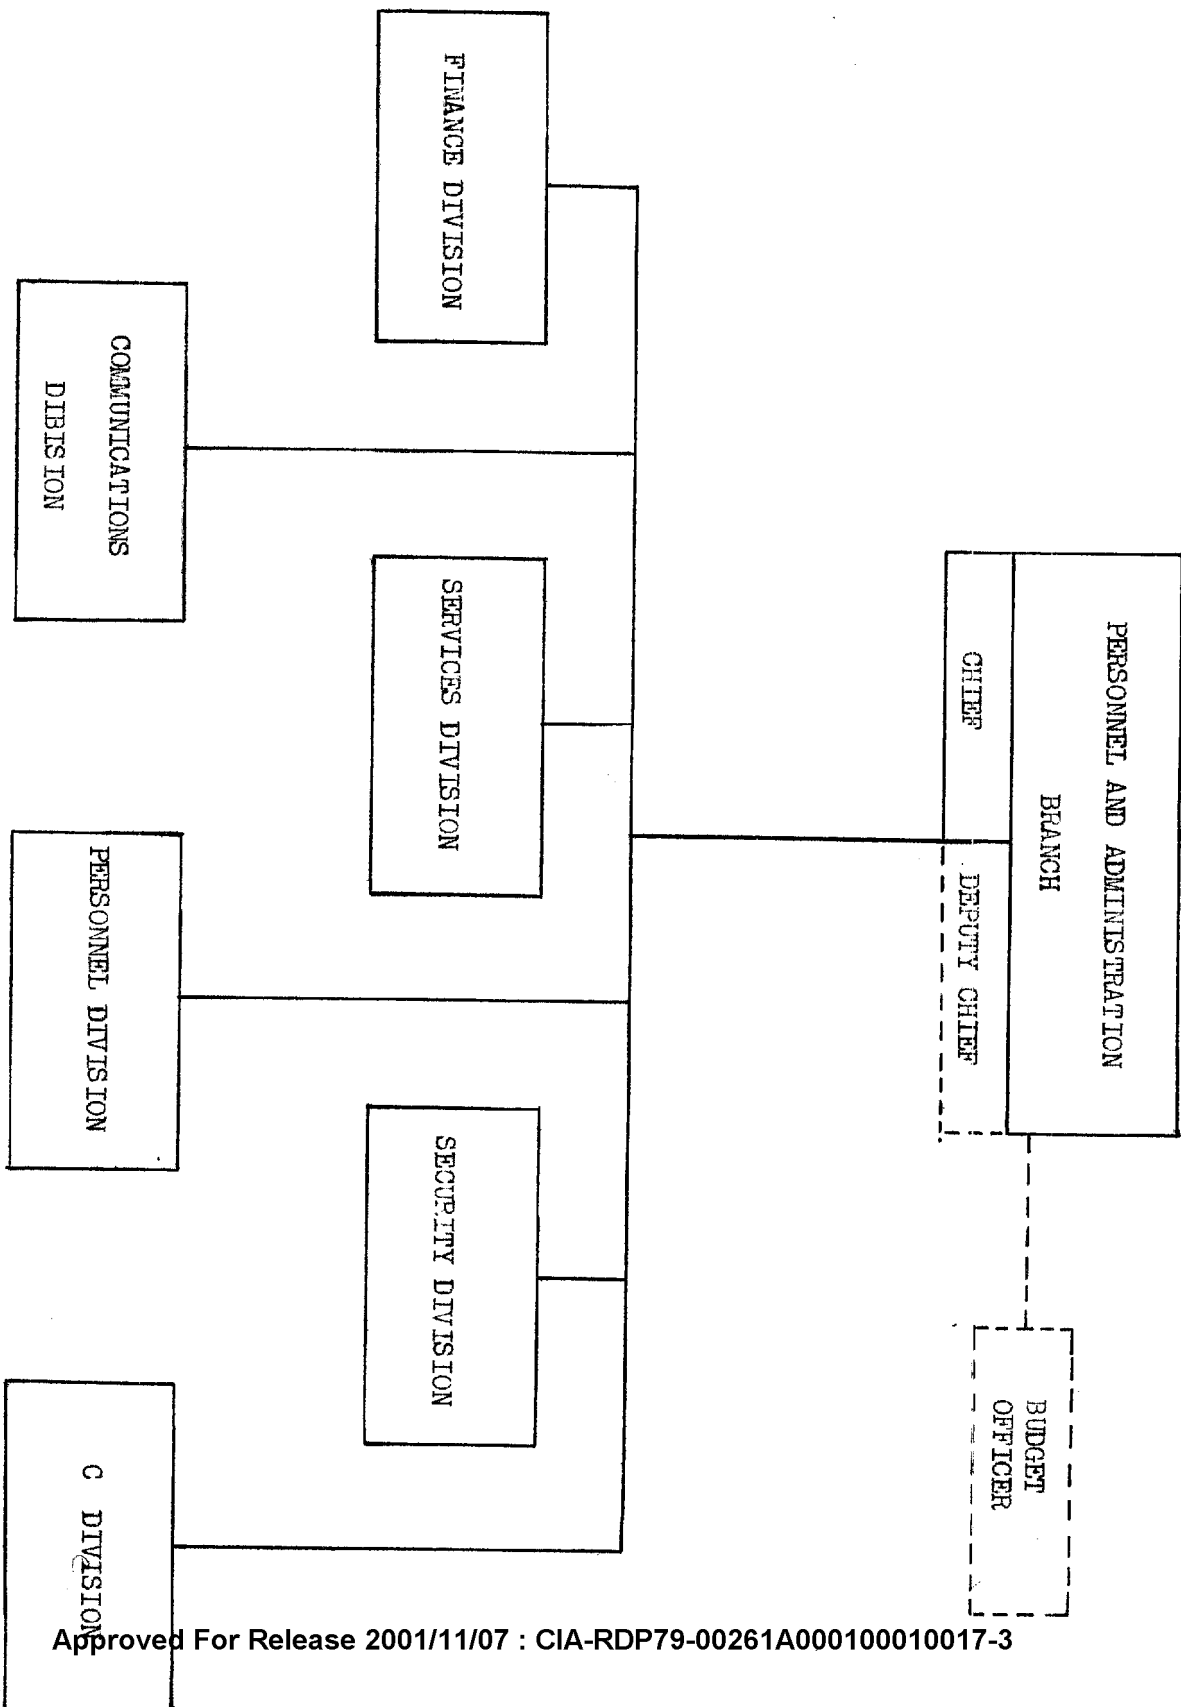 PERSONNEL AND ADMINISTRATION
BRANCH
CHIEF
DEPUTY CHIEF
BUDGET
OFFICER
FINANCE DIVISION
SERVICES DIVISION
SECURITY DIVISION
COMMUNICATIONS
DIBISION
PERSONNEL DIVISION
C DIVISION
Approved For Release 2001/11/07 : CIA-RDP79-00261A000100010017-3